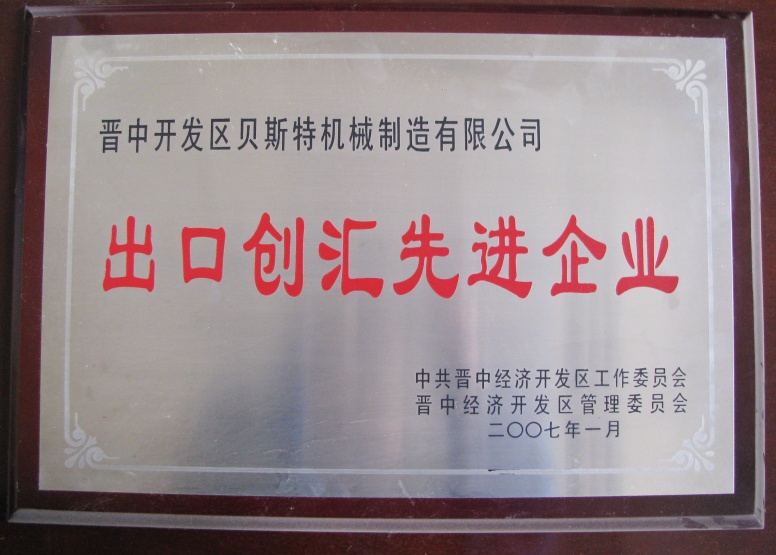 晋中开发区贝斯特机械制造有限公司
出口创汇先进企业
中共晋中经济开发区工作委员会
晋中经济开发区管理委员会
二〇〇七年一月